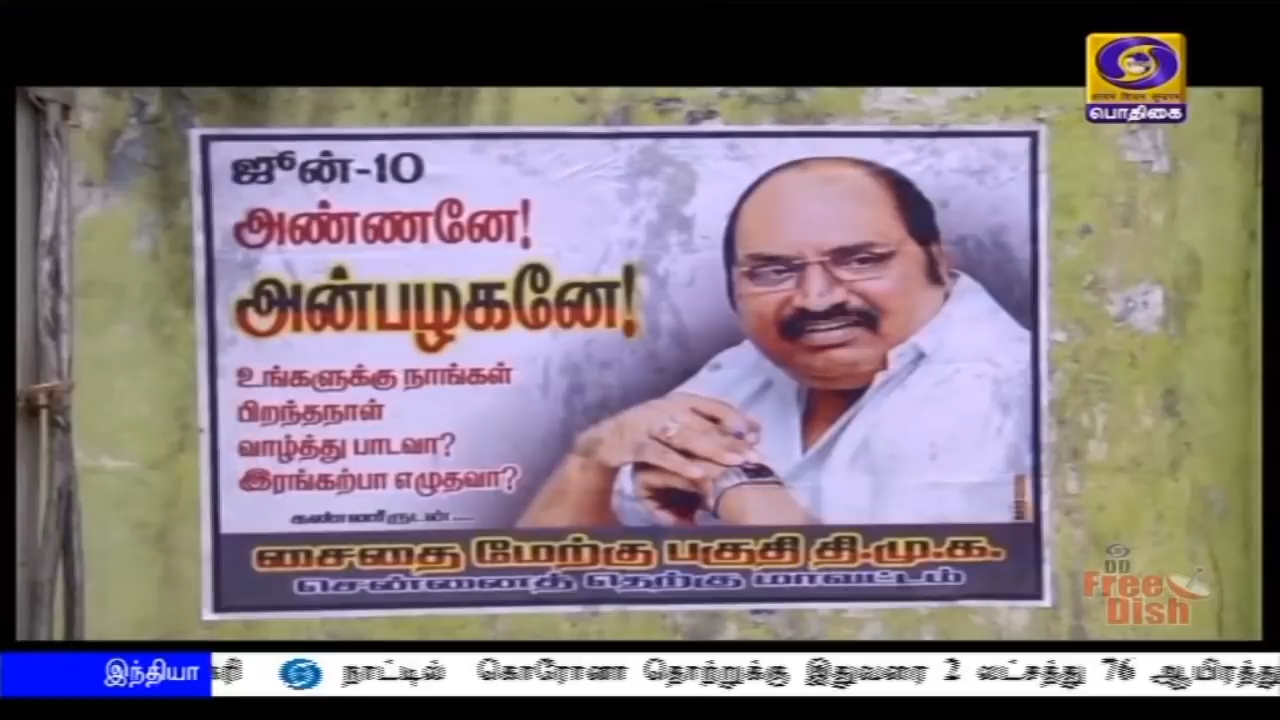 பொதிகை
ஜூன்-10
அண்ணனே!
அன்பழகனே!
உங்களுக்கு நாங்கள்
பிறந்தநாள்
வாழ்த்து பாடவா?
இரங்கற்பா எழுதவா?
கண்ணீருடன்....
சைதை மேற்கு பகுதி தி.மு.க.
சென்னைத் தெற்கு மாவட்டம்
DD
Free
Dish
இந்தியா
நாட்டில் கொரோனா தொற்றுக்கு இதுவரை 2 லட்சத்து 76 ஆயிரத்து